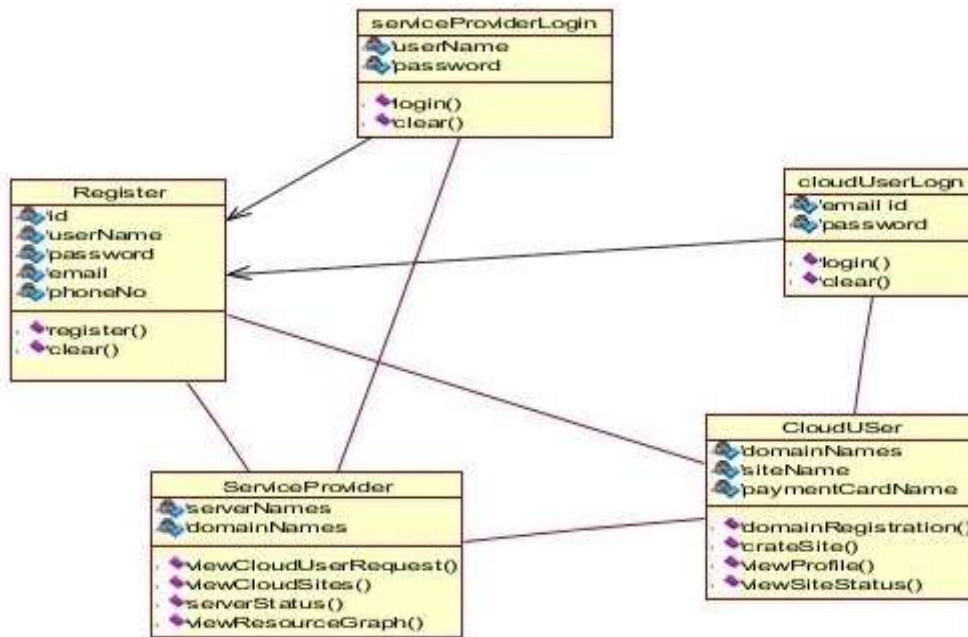 serviceProviderLogin
userName
password
login()
clear()
Register
id
userName
password
email
phoneNo
register()
clear()
cloudUserLogn
email id
password
login()
clear()
CloudUSer
domainNames
siteName
paymentCardName
domainRegistration()
crateSite()
viewProfile()
viewSiteStatus()
ServiceProvider
serverNames
domainNames
viewCloudUserRequest()
viewCloudSites()
serverStatus()
viewResourceGraph()